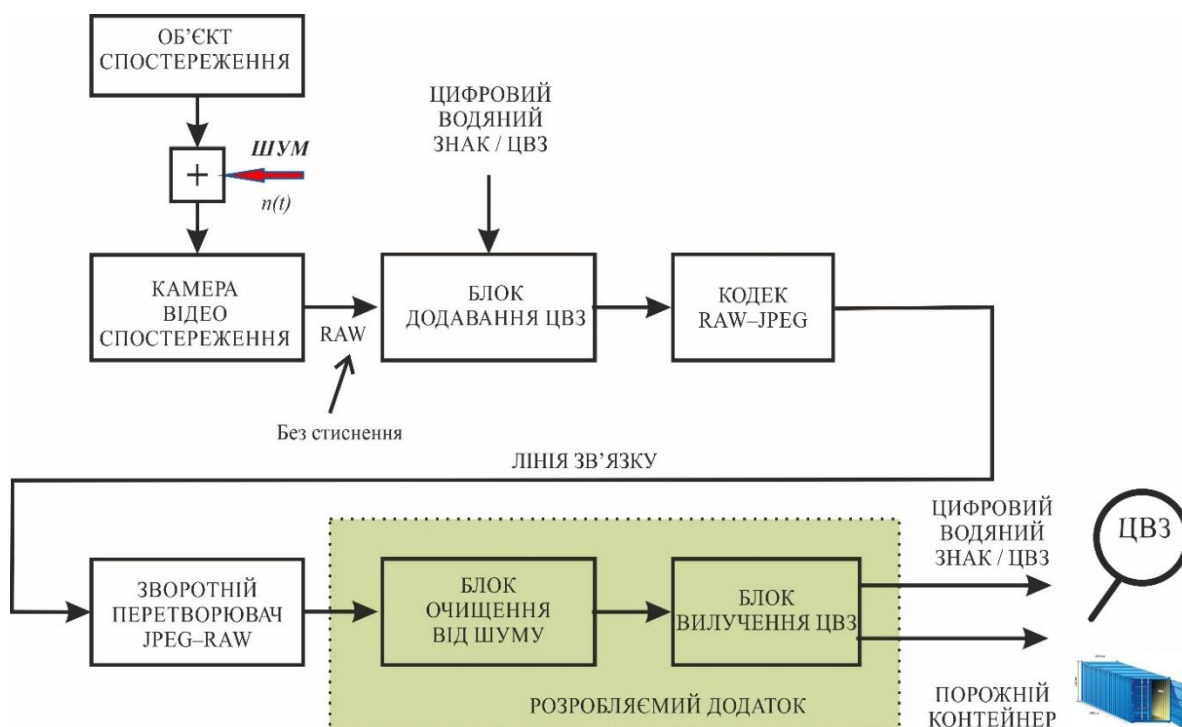 ОБ’ЄКТ
СПОСТЕРЕЖЕННЯ
ШУМ
+
n(t)
ЦИФРОВИЙ
ВОДЯНИЙ
ЗНАК / ЦВЗ
КАМЕРА
ВІДЕО
СПОСТЕРЕЖЕННЯ
RAW
Без стиснення
БЛОК
ДОДАВАННЯ ЦВЗ
КОДЕК
RAW–JPEG
ЛІНІЯ ЗВ’ЯЗКУ
ЗВОРОТНІЙ
ПЕРЕТВОРЮВАЧ
JPEG–RAW
БЛОК
ОЧИЩЕННЯ
ВІД ШУМУ
БЛОК
ВИЛУЧЕННЯ ЦВЗ
РОЗРОБЛЯЄМИЙ ДОДАТОК
ЦИФРОВИЙ
ВОДЯНИЙ
ЗНАК / ЦВЗ
ЦВЗ
ПОРОЖНІЙ
КОНТЕЙНЕР